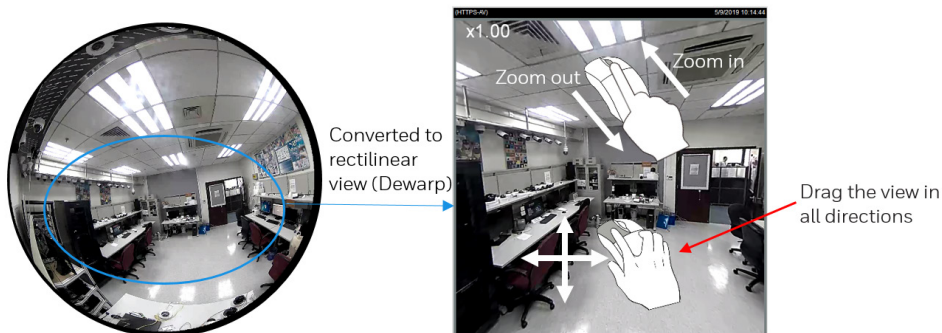 (HTTPS-AV)
5/9/2019 10:14:44
x1.00
Zoom in
Zoom out
Converted to
rectilinear
view (Dewarp)
Drag the view in
all directions